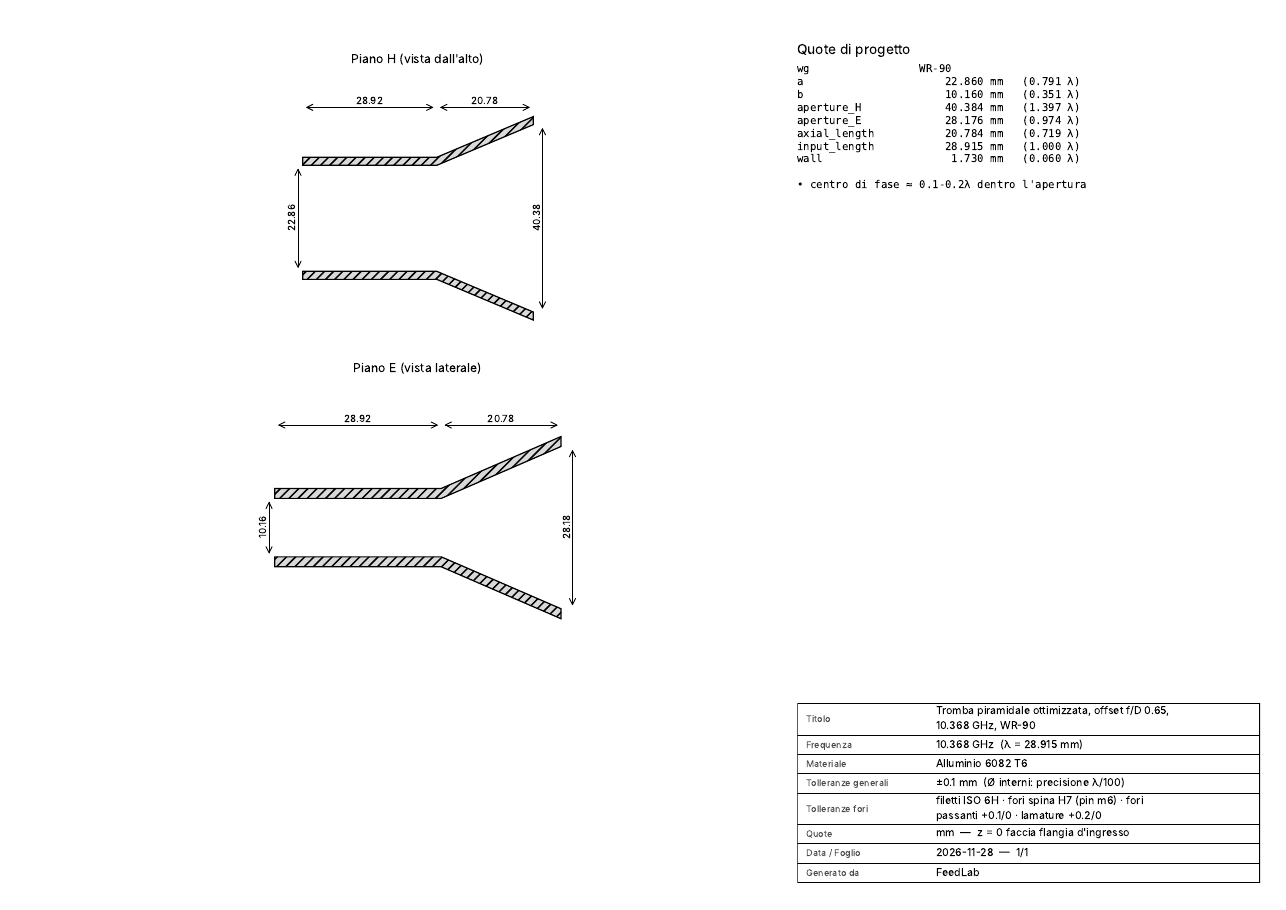 Piano H (vista dall'alto)
28.92
20.78
22.86
40.38
Piano E (vista laterale)
28.92
20.78
10.16
28.18
Quote di progetto
wg WR-90
a 22.860 mm (0.791 λ)
b 10.160 mm (0.351 λ)
aperture_H 40.384 mm (1.397 λ)
aperture_E 28.176 mm (0.974 λ)
axial_length 20.784 mm (0.719 λ)
input_length 28.915 mm (1.000 λ)
wall 1.730 mm (0.060 λ)
• centro di fase ≈ 0.1-0.2λ dentro l'apertura
Titolo Tromba piramidale ottimizzata, offset f/D 0.65,
10.368 GHz, WR-90
Frequenza 10.368 GHz (λ = 28.915 mm)
Materiale Alluminio 6082 T6
Tolleranze generali ±0.1 mm (Ø interni: precisione λ/100)
Tolleranze fori filetti ISO 6H · fori spina H7 (pin m6) · fori
passanti +0.1/0 · lamature +0.2/0
Quote mm — z = 0 faccia flangia d'ingresso
Data / Foglio 2026-11-28 — 1/1
Generato da FeedLab